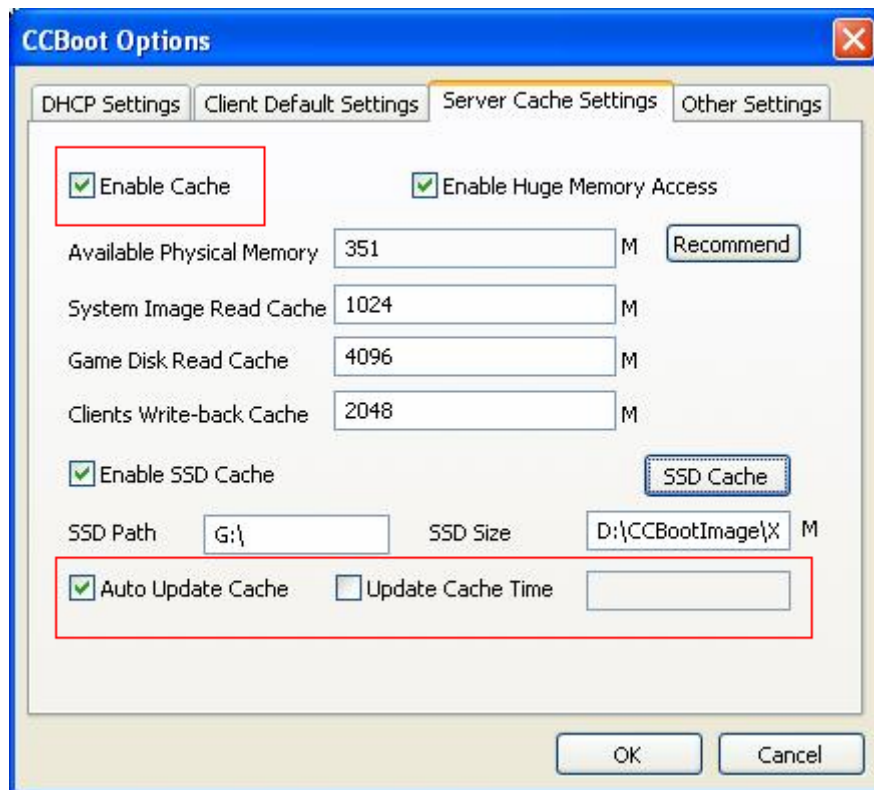 CCBoot Options
DHCP Settings Client Default Settings Server Cache Settings Other Settings
Enable Cache Enable Huge Memory Access
Available Physical Memory 351 M Recommend
System Image Read Cache 1024 M
Game Disk Read Cache 4096 M
Clients Write-back Cache 2048 M
Enable SSD Cache SSD Cache
SSD Path G:\ SSD Size D:\CCBootImage\X M
Auto Update Cache Update Cache Time
OK Cancel